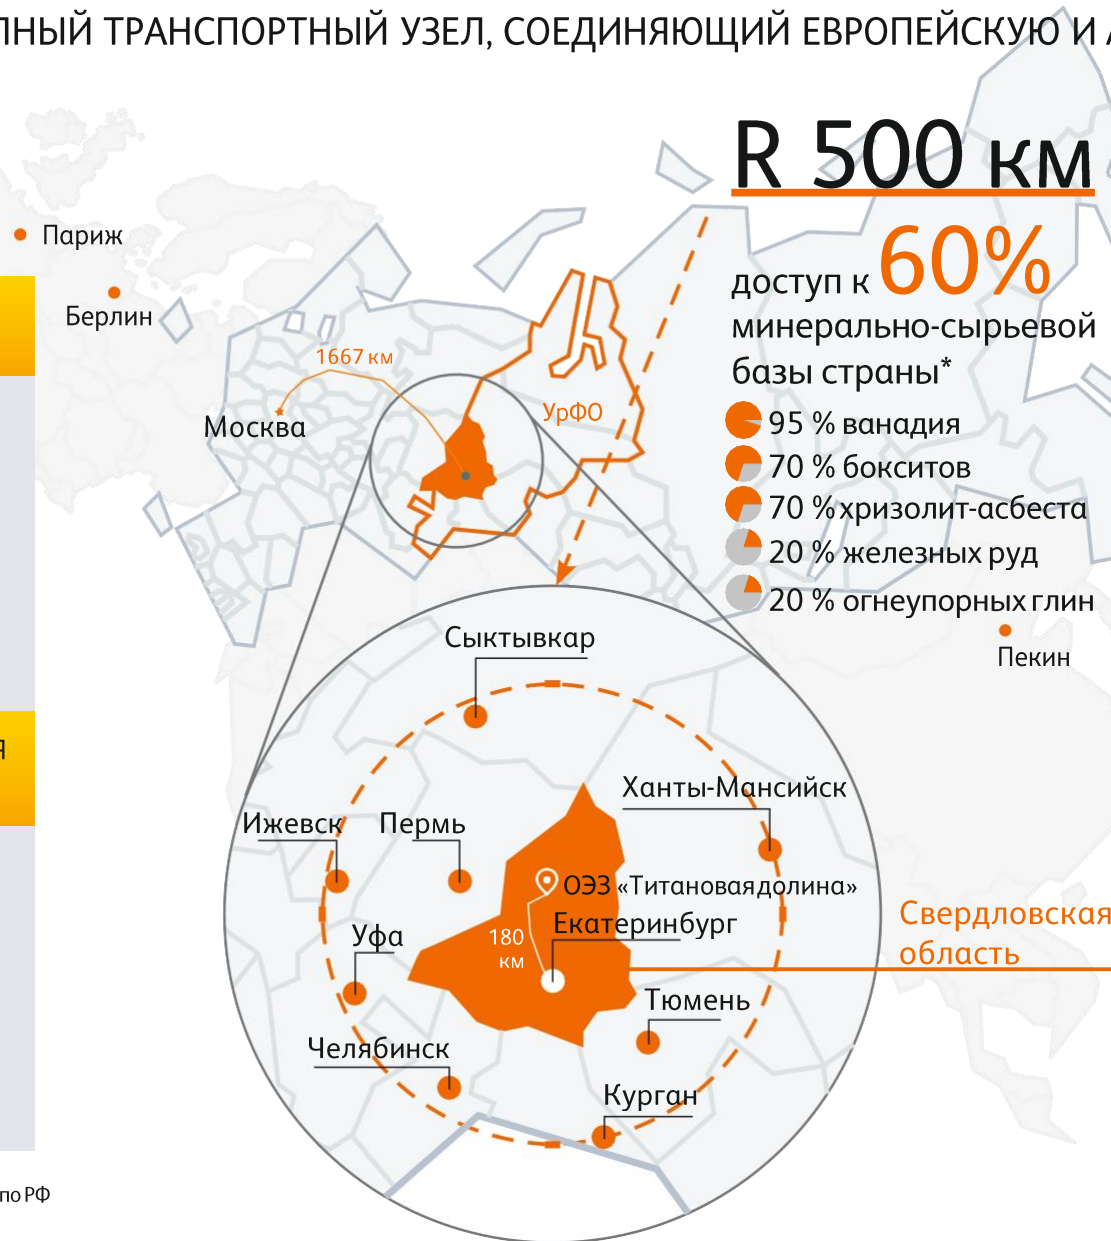 ПНЫЙ ТРАНСПОРТНЫЙ УЗЕЛ, СОЕДИНЯЮЩИЙ ЕВРОПЕЙСКУЮ И А
R 500 км
доступ к 60%
минерально-сырьевой
базы страны*
95 % ванадия
70 % бокситов
70 % хризолит-асбеста
20 % железных руд
20 % огнеупорных глин
Париж
Берлин
1667 км
Москва
УрФО
Пекин
Сыктывкар
Ханты-Мансийск
Ижевск
Пермь
ОЭЗ «Титановая долина»
Екатеринбург
180
км
Уфа
Тюмень
Челябинск
Курган
Свердловская
область
Я
по РФ